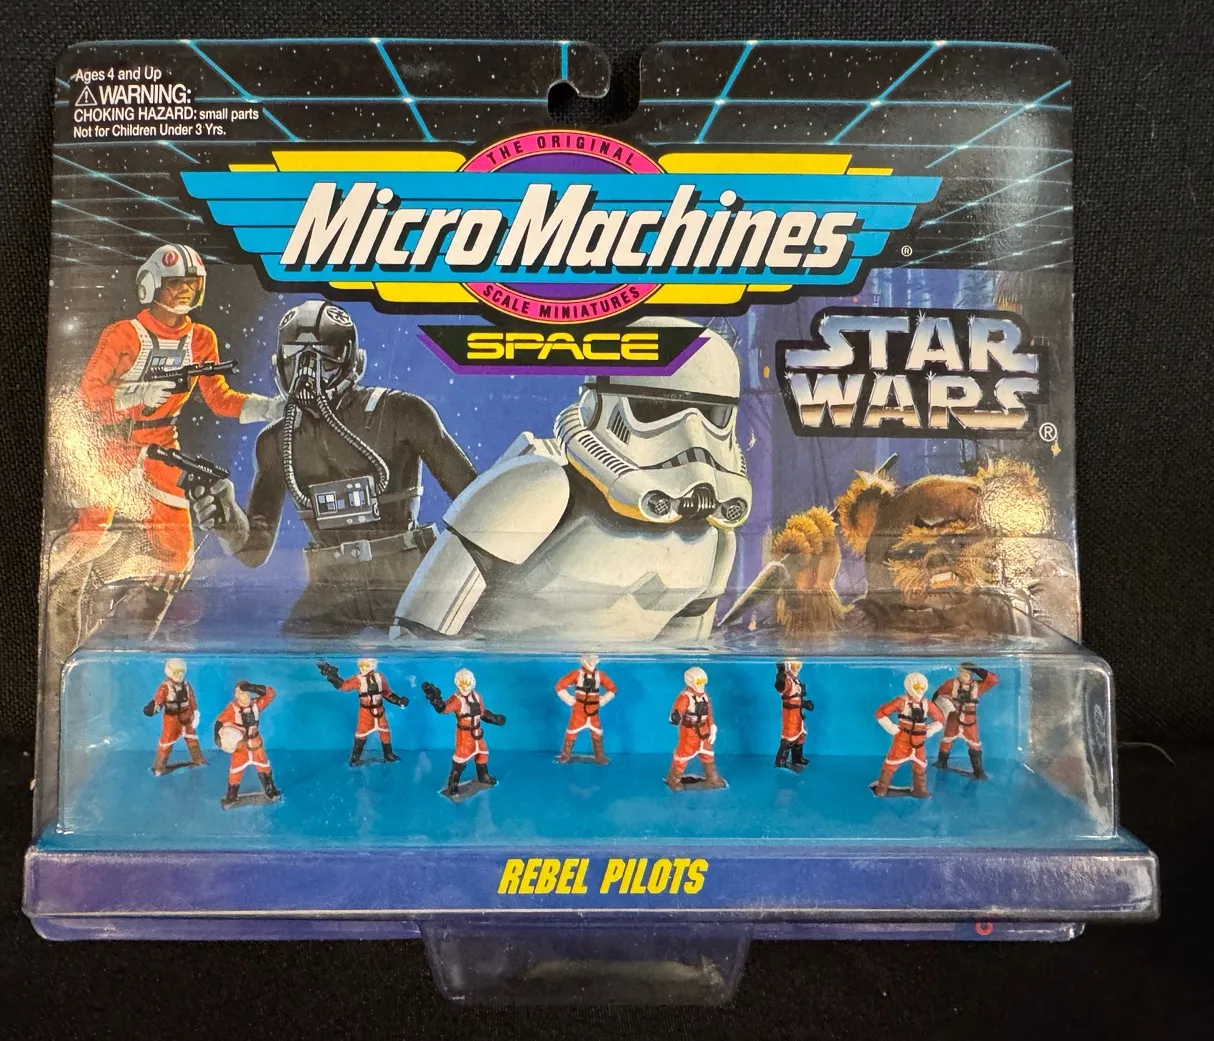 Ages 4 and Up
⚠ WARNING:
CHOKING HAZARD: small parts
Not for Children Under 3 Yrs.
THE ORIGINAL
Micro Machines ®
SCALE MINIATURES
SPACE
STAR
WARS ®
REBEL PILOTS